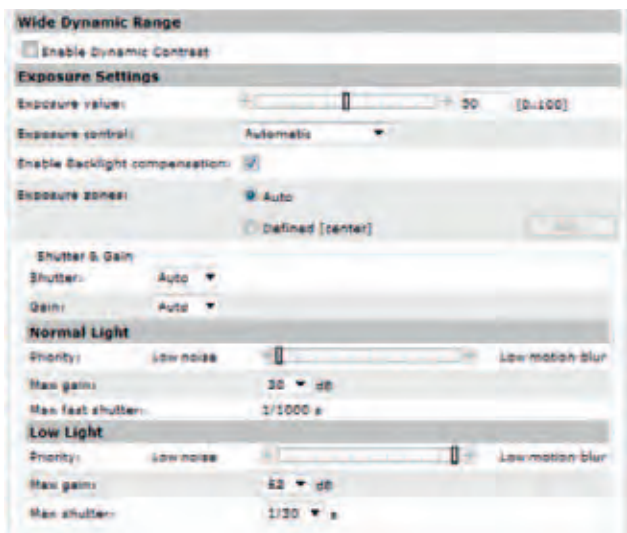 Wide Dynamic Range
Enable Dynamic Contrast
Exposure Settings
Exposure value: 50 [0-100]
Exposure control: Automatic
Enable Backlight compensation:
Exposure zones: Auto
Defined [center]
Shutter & Gain
Shutter: Auto
Gain: Auto
Normal Light
Priority: Low noise Low motion blur
Max gain: dB
Max fast shutter: 1/1000 s
Low Light
Priority: Low noise Low motion blur
Max gain: dB
Max shutter: 1/30 s